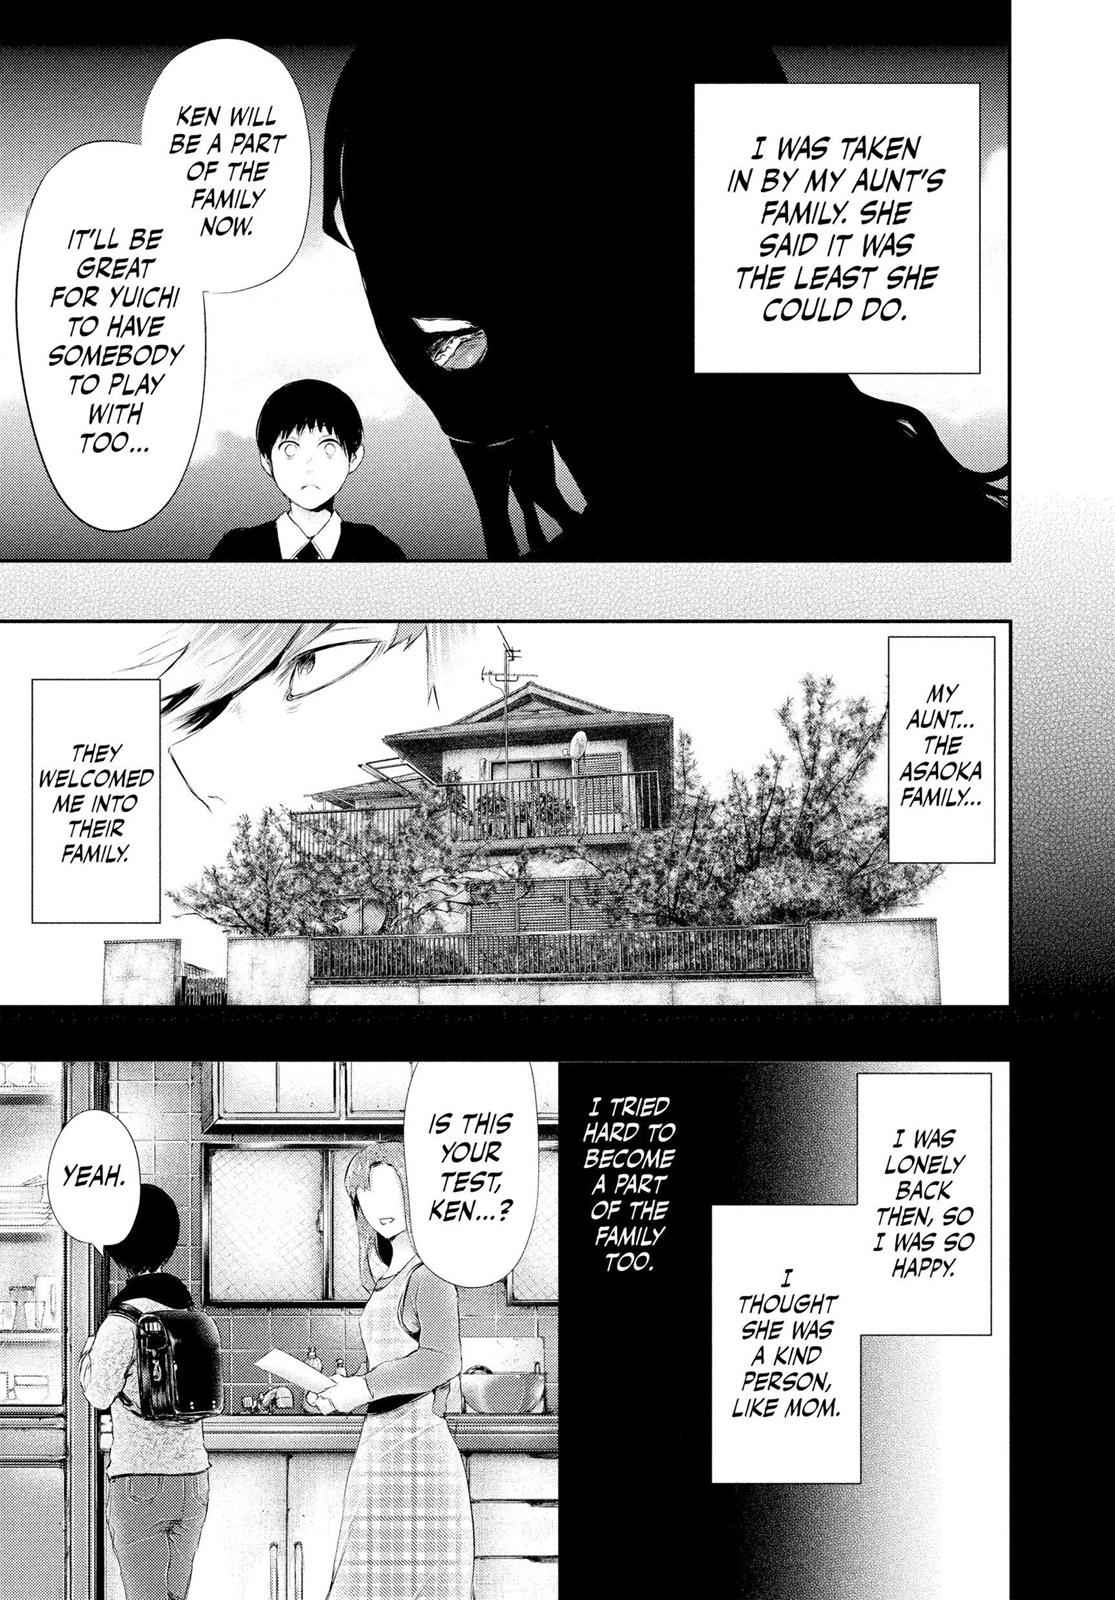 I WAS TAKEN
IN BY MY AUNT'S
FAMILY. SHE
SAID IT WAS
THE LEAST SHE
COULD DO.
KEN WILL
BE A PART
OF THE
FAMILY
NOW.
IT'LL BE
GREAT
FOR YUICHI
TO HAVE
SOMEBODY
TO PLAY
WITH
TOO...
MY
AUNT...
THE
ASAOKA
FAMILY...
THEY
WELCOMED
ME INTO
THEIR
FAMILY.
I WAS
LONELY
BACK
THEN, SO
I WAS SO
HAPPY.
I
THOUGHT
SHE WAS
A KIND
PERSON,
LIKE MOM.
I TRIED
HARD TO
BECOME
A PART
OF THE
FAMILY
TOO.
IS THIS
YOUR
TEST,
KEN...?
YEAH.